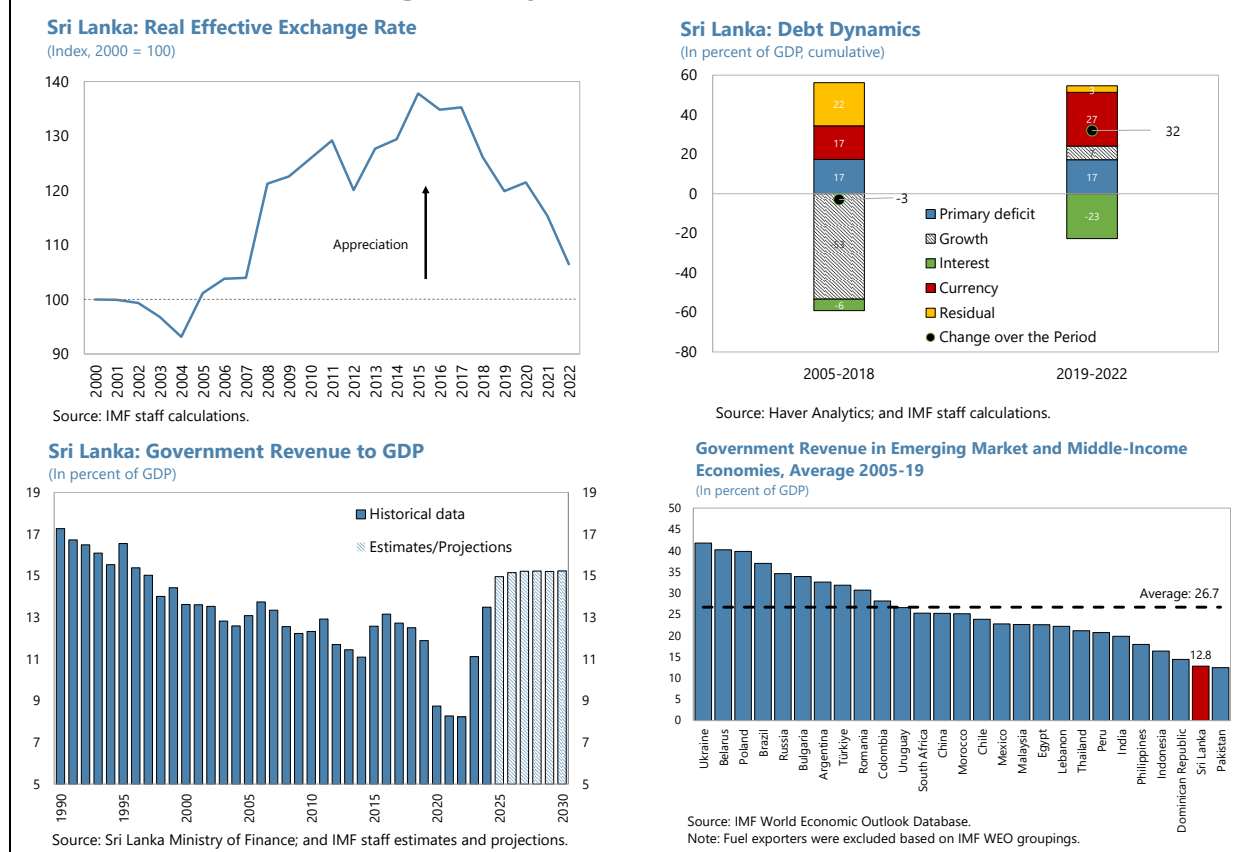 Sri Lanka: Real Effective Exchange Rate
(Index, 2000 = 100)
140
130
120
110
100
90
Appreciation
2000
2001
2002
2003
2004
2005
2006
2007
2008
2009
2010
2011
2012
2013
2014
2015
2016
2017
2018
2019
2020
2021
2022
Source: IMF staff calculations.
Sri Lanka: Debt Dynamics
(In percent of GDP, cumulative)
60
40
20
0
-20
-40
-60
-80
22
17
17
-3
-53
-6
3
27
32
17
-23
Primary deficit
Growth
Interest
Currency
Residual
Change over the Period
2005-2018
2019-2022
Source: Haver Analytics; and IMF staff calculations.
Sri Lanka: Government Revenue to GDP
(In percent of GDP)
19
17
15
13
11
9
7
5
Historical data
Estimates/Projections
19
17
15
13
11
9
7
5
1990
1995
2000
2005
2010
2015
2020
2025
2030
Source: Sri Lanka Ministry of Finance; and IMF staff estimates and projections.
Government Revenue in Emerging Market and Middle-Income
Economies, Average 2005-19
(In percent of GDP)
50
45
40
35
30
25
20
15
10
5
0
Average: 26.7
12.8
Ukraine
Belarus
Poland
Brazil
Russia
Bulgaria
Argentina
Türkiye
Romania
Colombia
Uruguay
South Africa
China
Morocco
Chile
Mexico
Malaysia
Egypt
Lebanon
Thailand
Peru
India
Philippines
Indonesia
Dominican Republic
Sri Lanka
Pakistan
Source: IMF World Economic Outlook Database.
Note: Fuel exporters were excluded based on IMF WEO groupings.